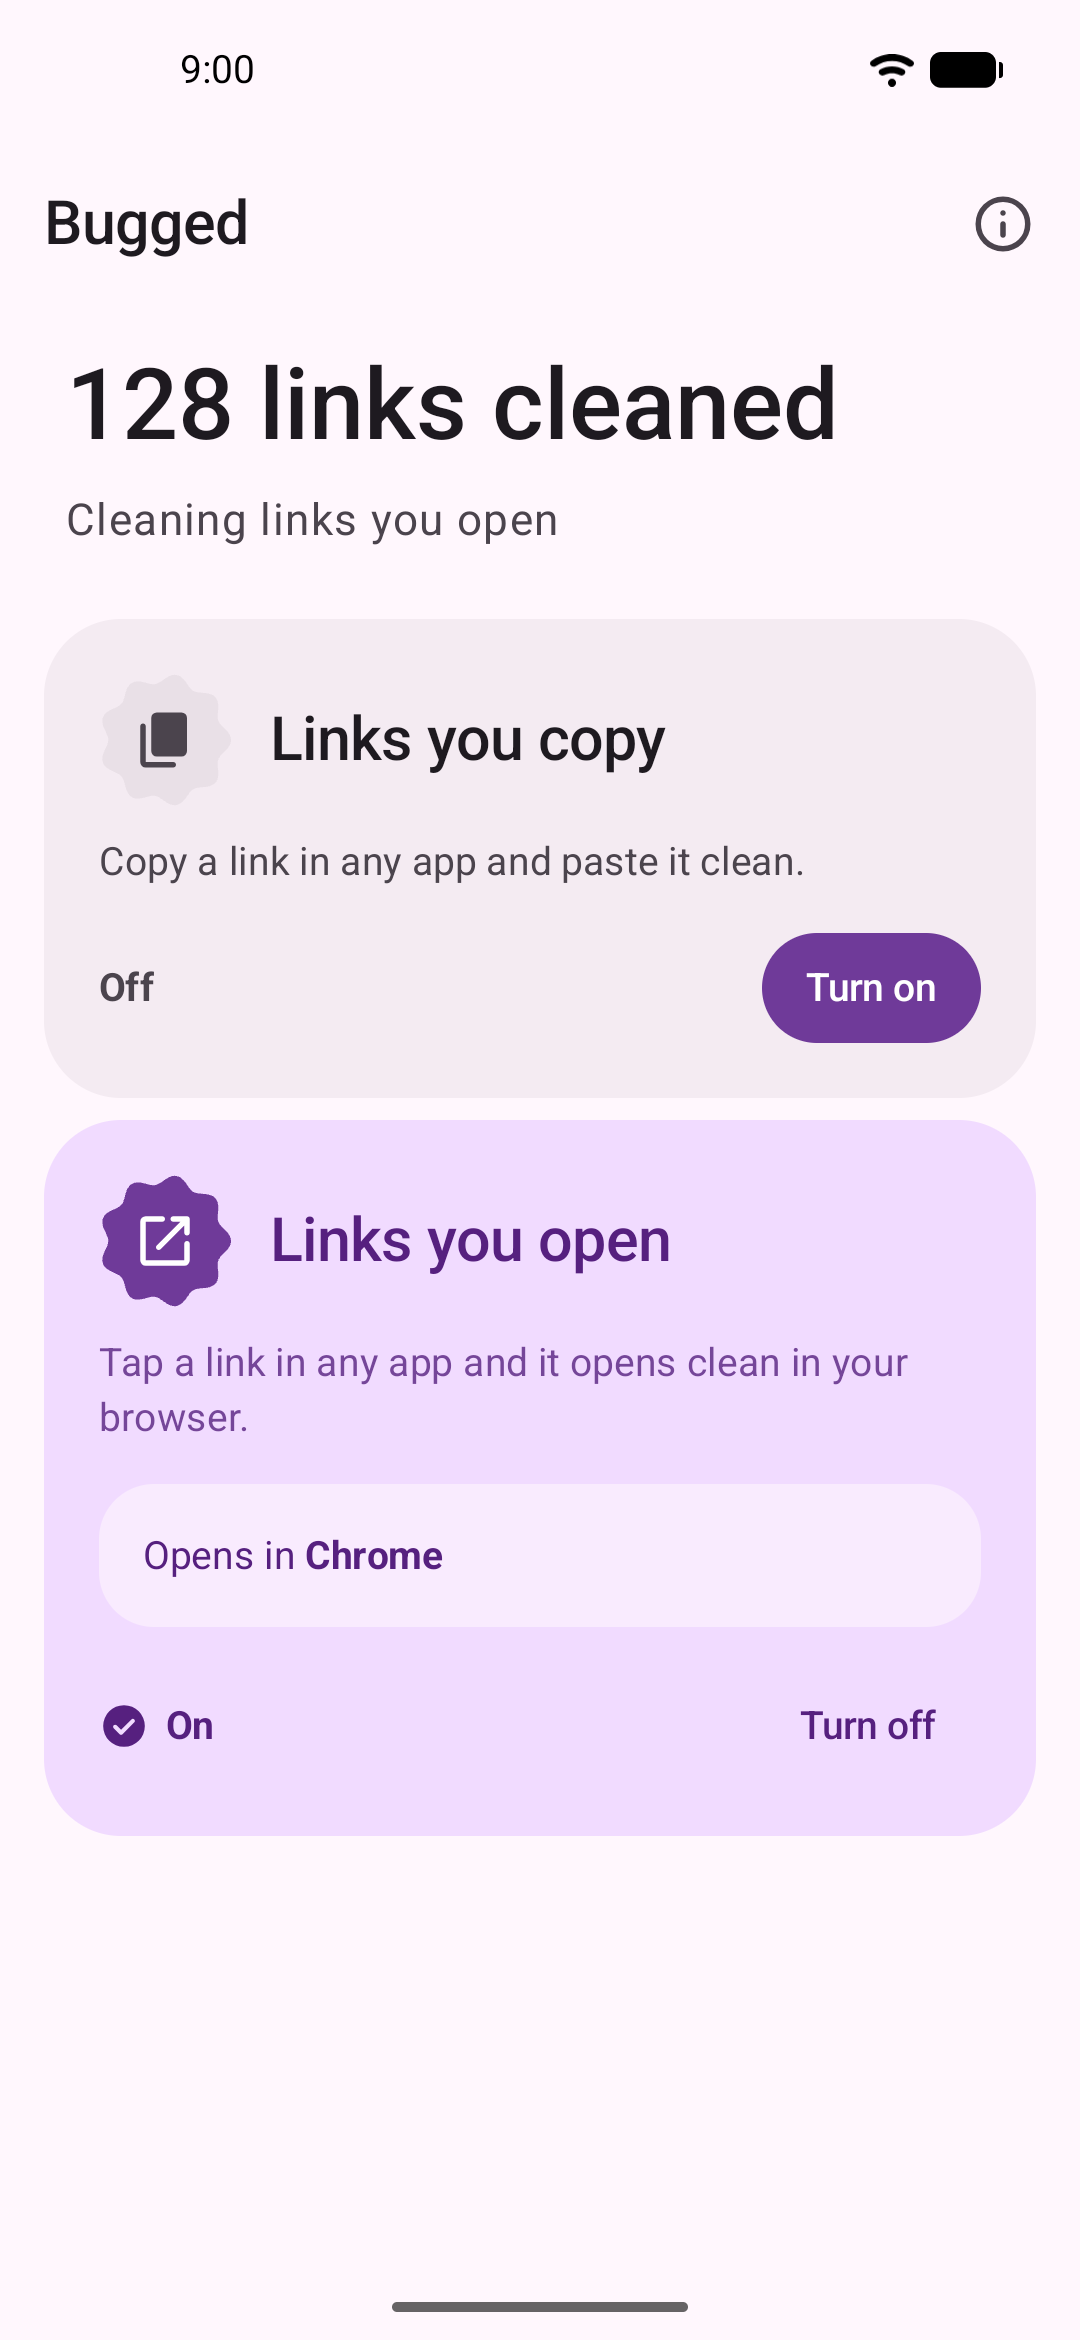 9:00
Bugged
128 links cleaned
Cleaning links you open
Links you copy
Copy a link in any app and paste it clean.
Off
Turn on
Links you open
Tap a link in any app and it opens clean in your
browser.
Opens in Chrome
On
Turn off